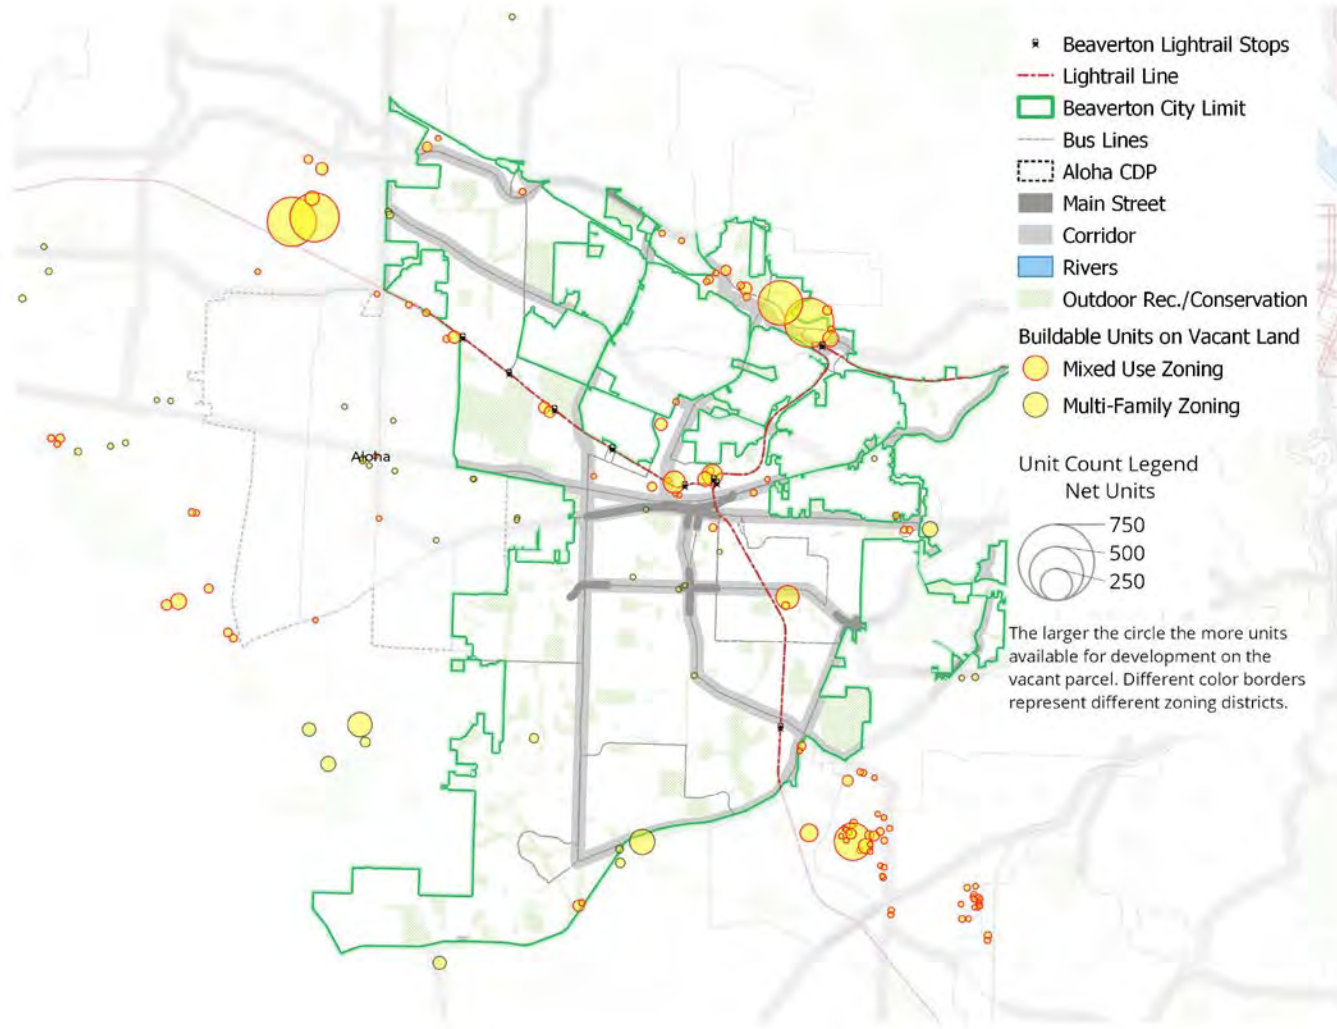 Beaverton Lightrail Stops
Lightrail Line
Beaverton City Limit
Bus Lines
Aloha CDP
Main Street
Corridor
Rivers
Outdoor Rec./Conservation
Buildable Units on Vacant Land
Mixed Use Zoning
Multi-Family Zoning
Unit Count Legend
Net Units
750
500
250
The larger the circle the more units
available for development on the
vacant parcel. Different color borders
represent different zoning districts.
Aloha